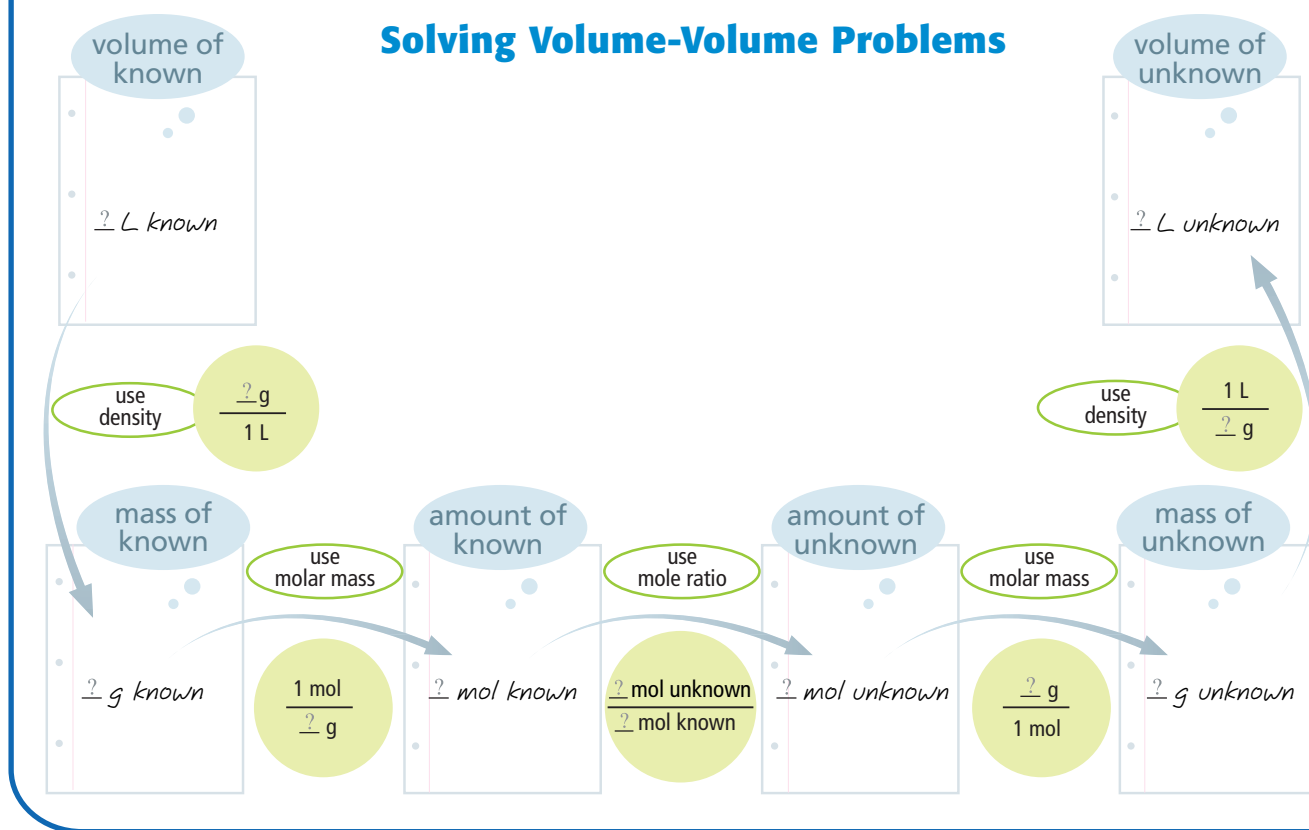 Solving Volume-Volume Problems
volume of
known
? L known
volume of
unknown
? L unknown
use
density
? g
1 L
use
density
1 L
? g
mass of
known
? g known
use
molar mass
1 mol
? g
amount of
known
? mol known
use
mole ratio
? mol unknown
? mol known
amount of
unknown
? mol unknown
use
molar mass
? g
1 mol
mass of
unknown
? g unknown